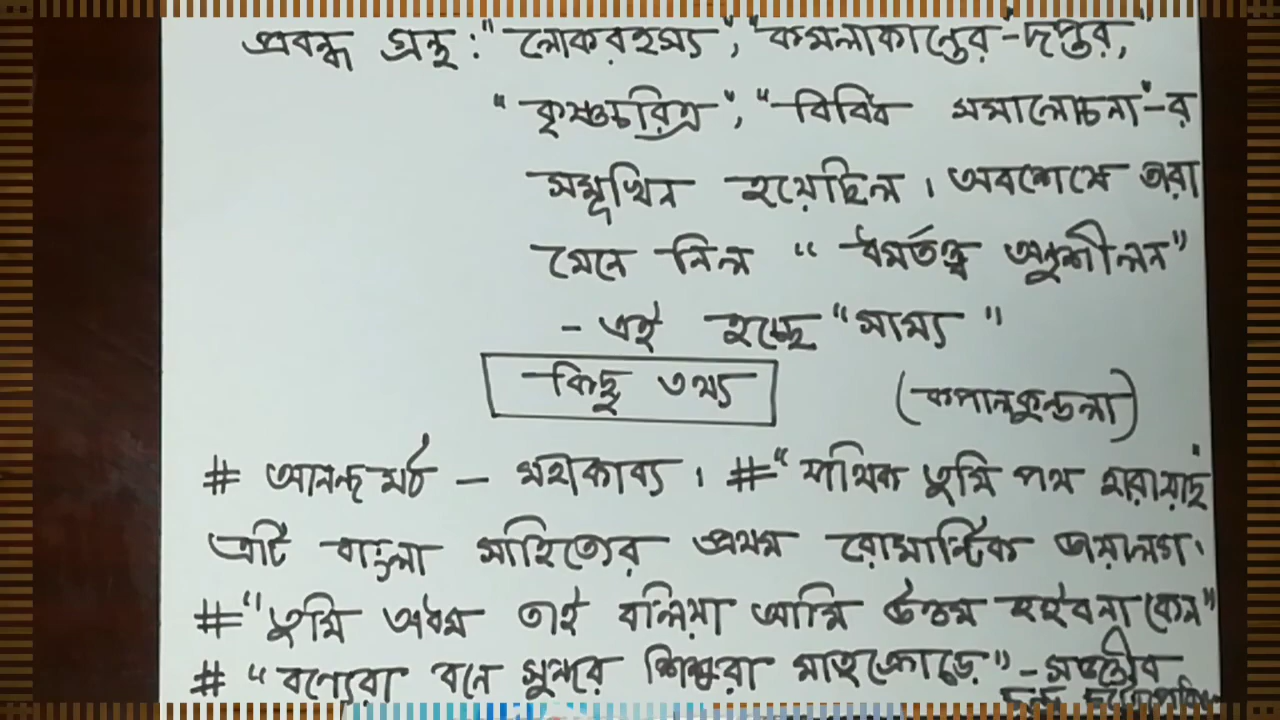 প্রবন্ধ গ্রন্থ : "লোকরহস্য", "কমলাকান্তের দপ্তর,"
"কৃষ্ণচরিত্র", "বিবিধ সমালোচনা"-র
সম্মুখিন হয়েছিল। অবশেষে তারা
মেনে নিল "ধর্মতত্ত্ব অনুশীলন"
- এই হচ্ছে "সাম্য"
কিছু তথ্য
(কপালকুন্ডলা)
# আনন্দমঠ – মহাকাব্য। # "পথিক তুমি পথ হারায়াছ"
এটি বাংলা সাহিত্যের প্রথম রোমান্টিক ডায়ালগ।
# "তুমি অধম তাই বলিয়া আমি উত্তম হইবনা কেন"
# "বন্যেরা বনে সুন্দর শিশুরা মাতৃক্রোড়ে" - সঞ্জীব